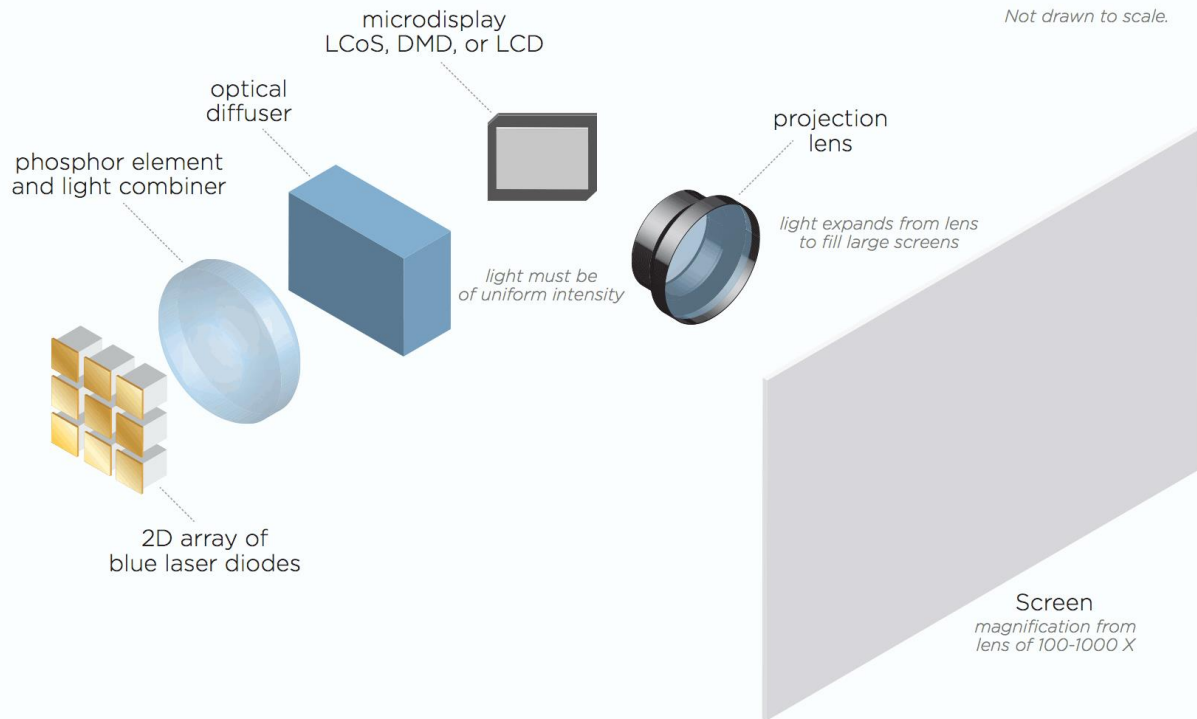 Not drawn to scale.
microdisplay
LCoS, DMD, or LCD
optical
diffuser
projection
lens
phosphor element
and light combiner
light expands from lens
to fill large screens
light must be
of uniform intensity
2D array of
blue laser diodes
Screen
magnification from
lens of 100-1000 X